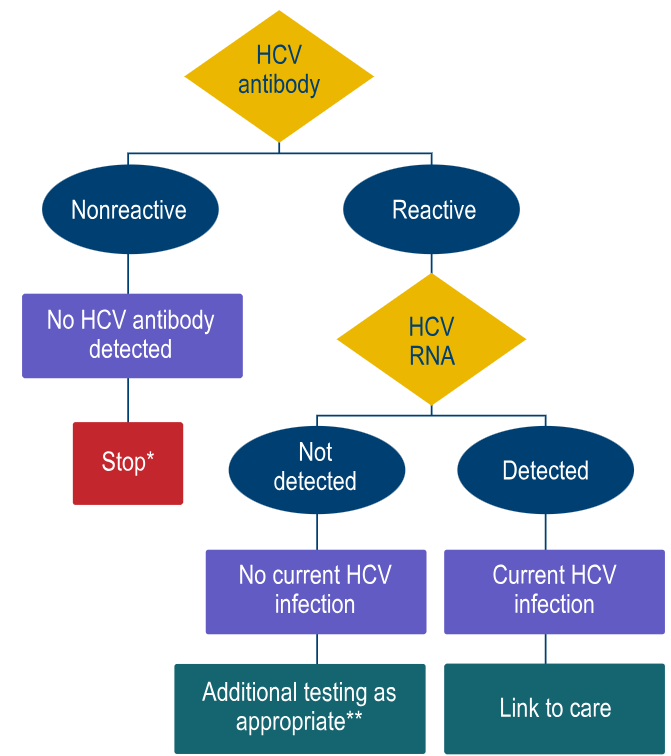 HCV
antibody
Nonreactive
Reactive
No HCV antibody
detected
HCV
RNA
Stop*
Not
detected
Detected
No current HCV
infection
Current HCV
infection
Additional testing as
appropriate**
Link to care